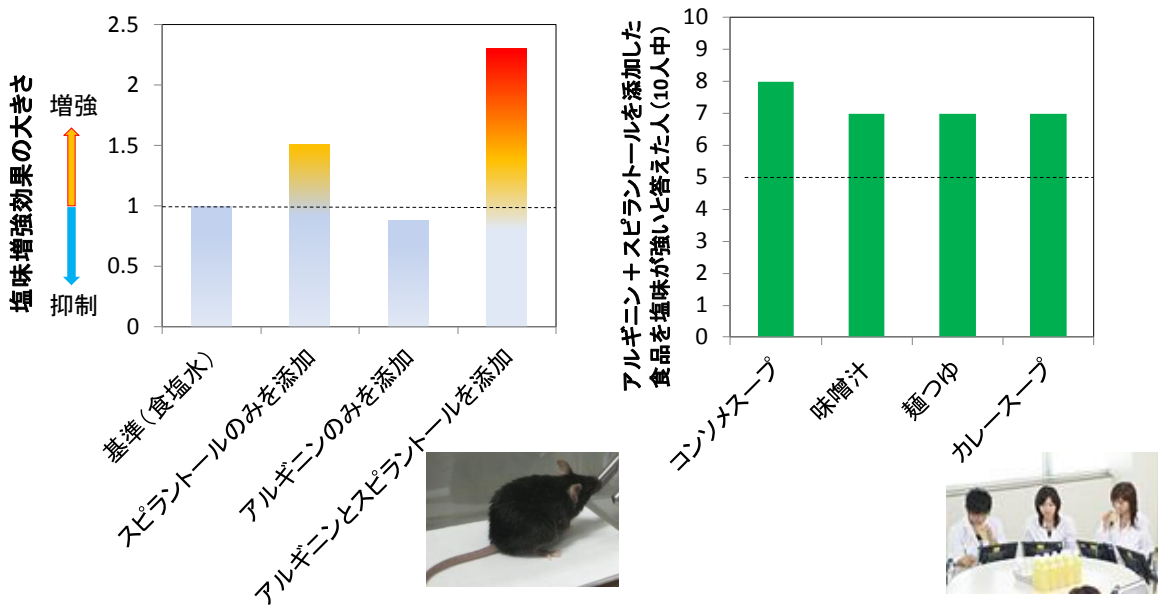 塩味増強効果の大きさ
増強
抑制
2.5
2
1.5
1
0.5
0
基準(食塩水)
スピラントールのみを添加
アルギニンのみを添加
アルギニンとスピラントールを添加
アルギニン+スピラントールを添加した
食品を塩味が強いと答えた人(10人中)
10
9
8
7
6
5
4
3
2
1
0
コンソメスープ
味噌汁
麺つゆ
カレースープ